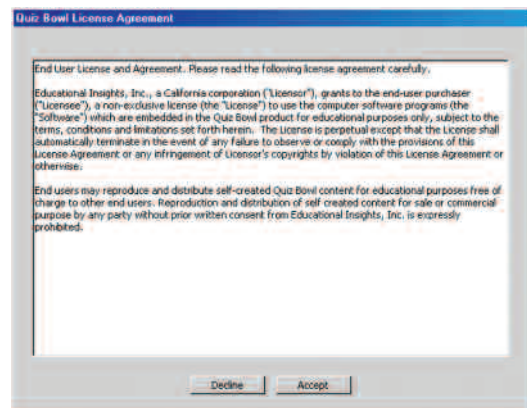 Quiz Bowl License Agreement
End User License and Agreement. Please read the following license agreement carefully.
Educational Insights, Inc., a California corporation ("Licensor"), grants to the end-user purchaser
("Licensee"), a non-exclusive license (the "License") to use the computer software programs (the
"Software") which are embedded in the Quiz Bowl product for educational purposes only, subject to the
terms, conditions and limitations set forth herein. The License is perpetual except that the License shall
automatically terminate in the event of any failure to observe or comply with the provisions of this
License Agreement or any infringement of Licensor's copyrights by violation of this License Agreement or
otherwise.
End users may reproduce and distribute self-created Quiz Bowl content for educational purposes free of
charge to other end users. Reproduction and distribution of self created content for sale or commercial
purpose by any party without prior written consent from Educational Insights, Inc. is expressly
prohibited.
Decline Accept